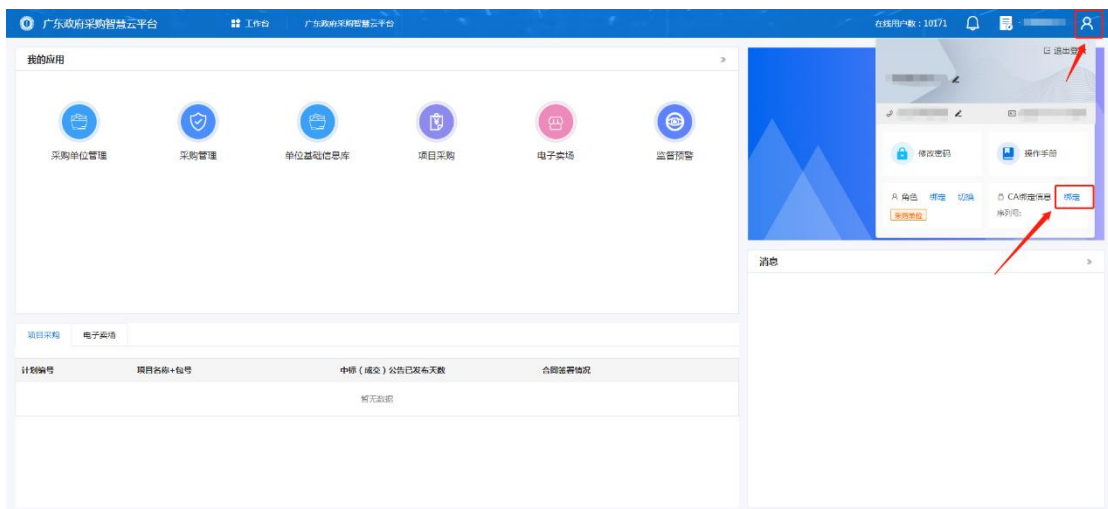 广东政府采购智慧云平台
工作台
广东政府采购智慧云平台
在线用户数：10171
我的应用
采购单位管理
采购管理
单位基础信息库
项目采购
电子卖场
监督预警
退出登
修改密码
操作手册
角色 绑定 切换
采购单位
CA绑定信息 绑定
序列号:
消息
项目采购
电子卖场
计划编号 项目名称+包号 中标（成交）公告已发布天数 合同签署情况
暂无数据